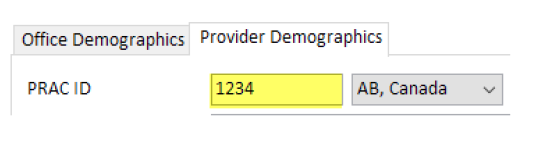 Office Demographics Provider Demographics
PRAC ID 1234 AB, Canada